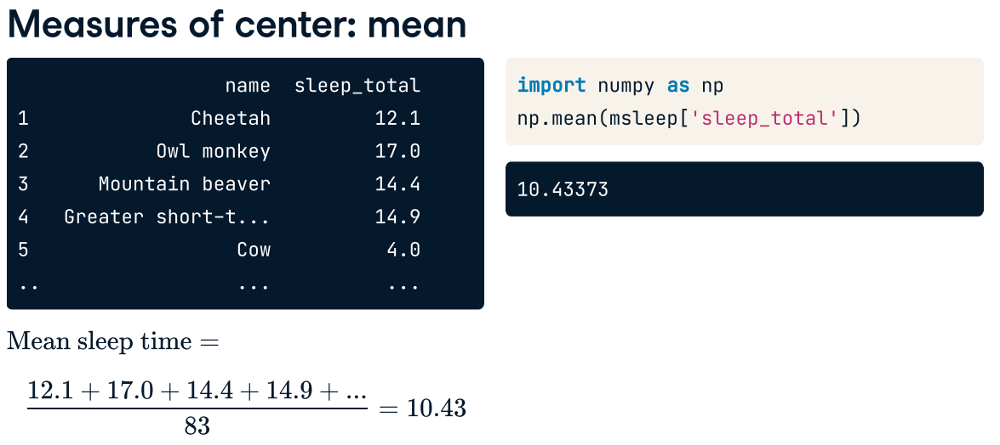 Measures of center: mean
name sleep_total
1 Cheetah 12.1
2 Owl monkey 17.0
3 Mountain beaver 14.4
4 Greater short-t... 14.9
5 Cow 4.0
.. ... ...
Mean sleep time =
12.1 + 17.0 + 14.4 + 14.9 + ...
83
= 10.43
import numpy as np
np.mean(msleep['sleep_total'])
10.43373